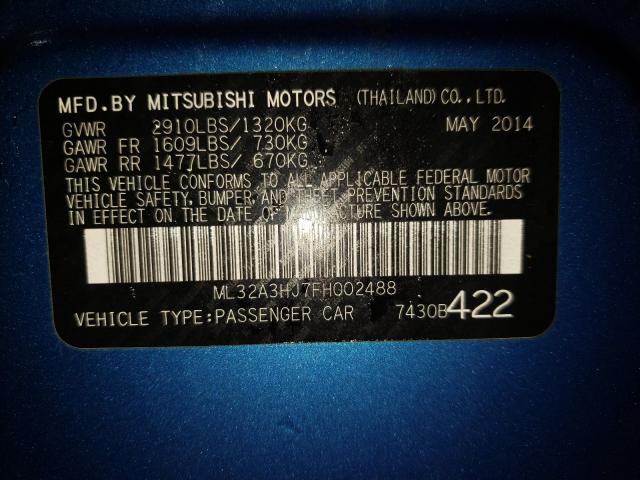 MFD.BY MITSUBISHI MOTORS (THAILAND) CO.,LTD.
GVWR 2910LBS/1320KG MAY 2014
GAWR FR 1609LBS/ 730KG
GAWR RR 1477LBS/ 670KG
THIS VEHICLE CONFORMS TO ALL APPLICABLE FEDERAL MOTOR
VEHICLE SAFETY, BUMPER, AND THEFT PREVENTION STANDARDS
IN EFFECT ON THE DATE OF MANUFACTURE SHOWN ABOVE.
ML32A3HJ7FH002488
VEHICLE TYPE:PASSENGER CAR 7430B422